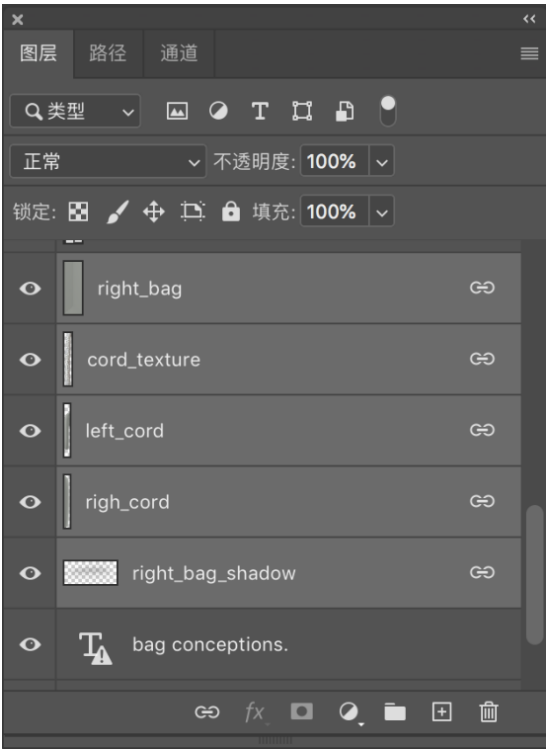 图层 路径 通道
类型
正常 不透明度: 100%
锁定: 填充: 100%
right_bag
cord_texture
left_cord
righ_cord
right_bag_shadow
T bag conceptions.
fx